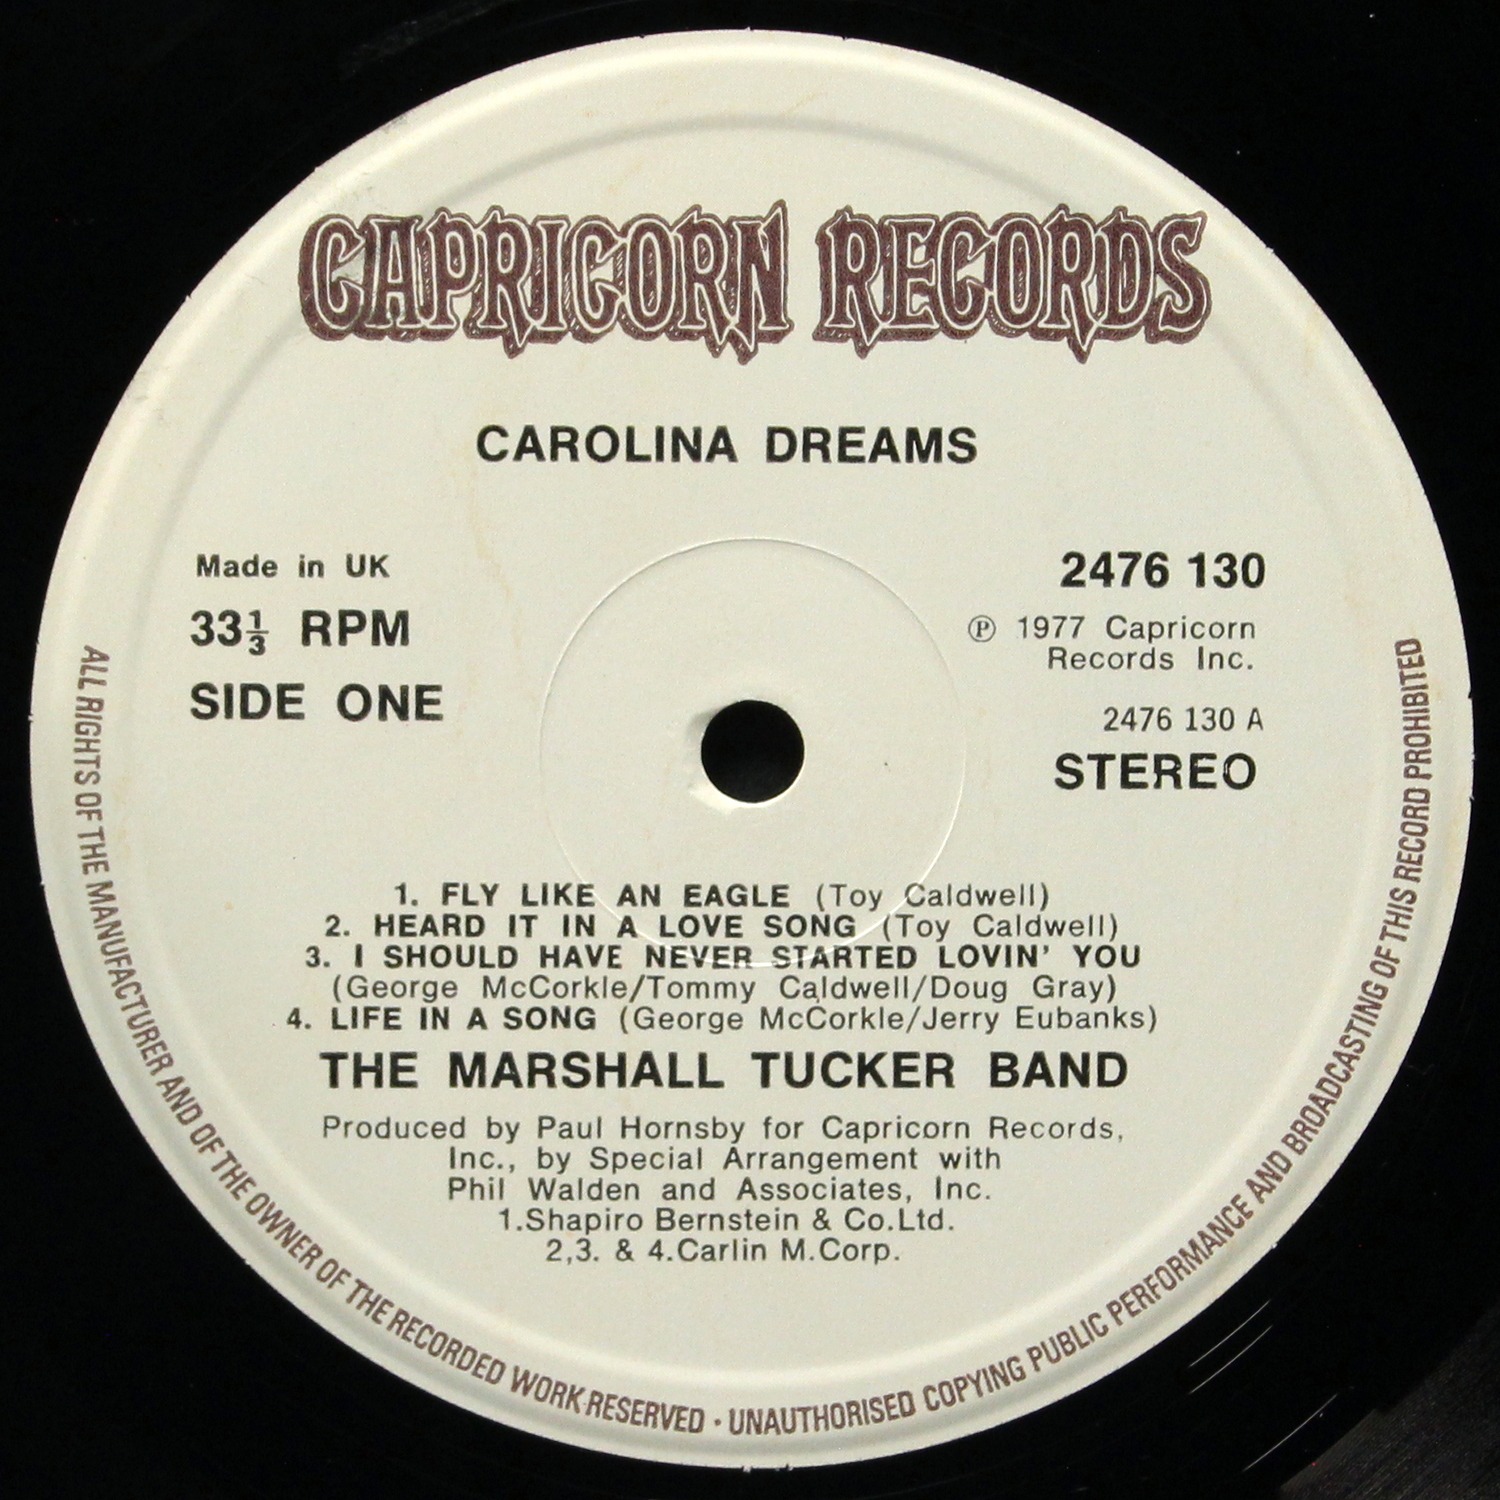 CAPRICORN RECORDS
CAROLINA DREAMS
Made in UK
33⅓ RPM
SIDE ONE
2476 130
℗ 1977 Capricorn
Records Inc.
2476 130 A
STEREO
1. FLY LIKE AN EAGLE (Toy Caldwell)
2. HEARD IT IN A LOVE SONG (Toy Caldwell)
3. I SHOULD HAVE NEVER STARTED LOVIN' YOU
(George McCorkle/Tommy Caldwell/Doug Gray)
4. LIFE IN A SONG (George McCorkle/Jerry Eubanks)
THE MARSHALL TUCKER BAND
Produced by Paul Hornsby for Capricorn Records,
Inc., by Special Arrangement with
Phil Walden and Associates, Inc.
1.Shapiro Bernstein & Co.Ltd.
2,3. & 4.Carlin M.Corp.
ALL RIGHTS OF THE MANUFACTURER AND OF THE OWNER OF THE RECORDED WORK RESERVED · UNAUTHORISED COPYING PUBLIC PERFORMANCE AND BROADCASTING OF THIS RECORD PROHIBITED